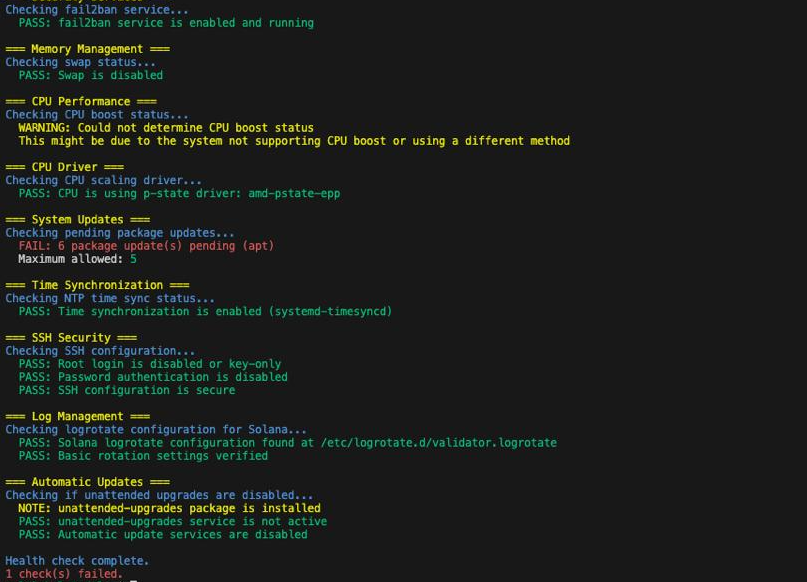 Checking fail2ban service...
PASS: fail2ban service is enabled and running
=== Memory Management ===
Checking swap status...
PASS: Swap is disabled
=== CPU Performance ===
Checking CPU boost status...
WARNING: Could not determine CPU boost status
This might be due to the system not supporting CPU boost or using a different method
=== CPU Driver ===
Checking CPU scaling driver...
PASS: CPU is using p-state driver: amd-pstate-epp
=== System Updates ===
Checking pending package updates...
FAIL: 6 package update(s) pending (apt)
Maximum allowed: 5
=== Time Synchronization ===
Checking NTP time sync status...
PASS: Time synchronization is enabled (systemd-timesyncd)
=== SSH Security ===
Checking SSH configuration...
PASS: Root login is disabled or key-only
PASS: Password authentication is disabled
PASS: SSH configuration is secure
=== Log Management ===
Checking logrotate configuration for Solana...
PASS: Solana logrotate configuration found at /etc/logrotate.d/validator.logrotate
PASS: Basic rotation settings verified
=== Automatic Updates ===
Checking if unattended upgrades are disabled...
NOTE: unattended-upgrades package is installed
PASS: unattended-upgrades service is not active
PASS: Automatic update services are disabled
Health check complete.
1 check(s) failed.